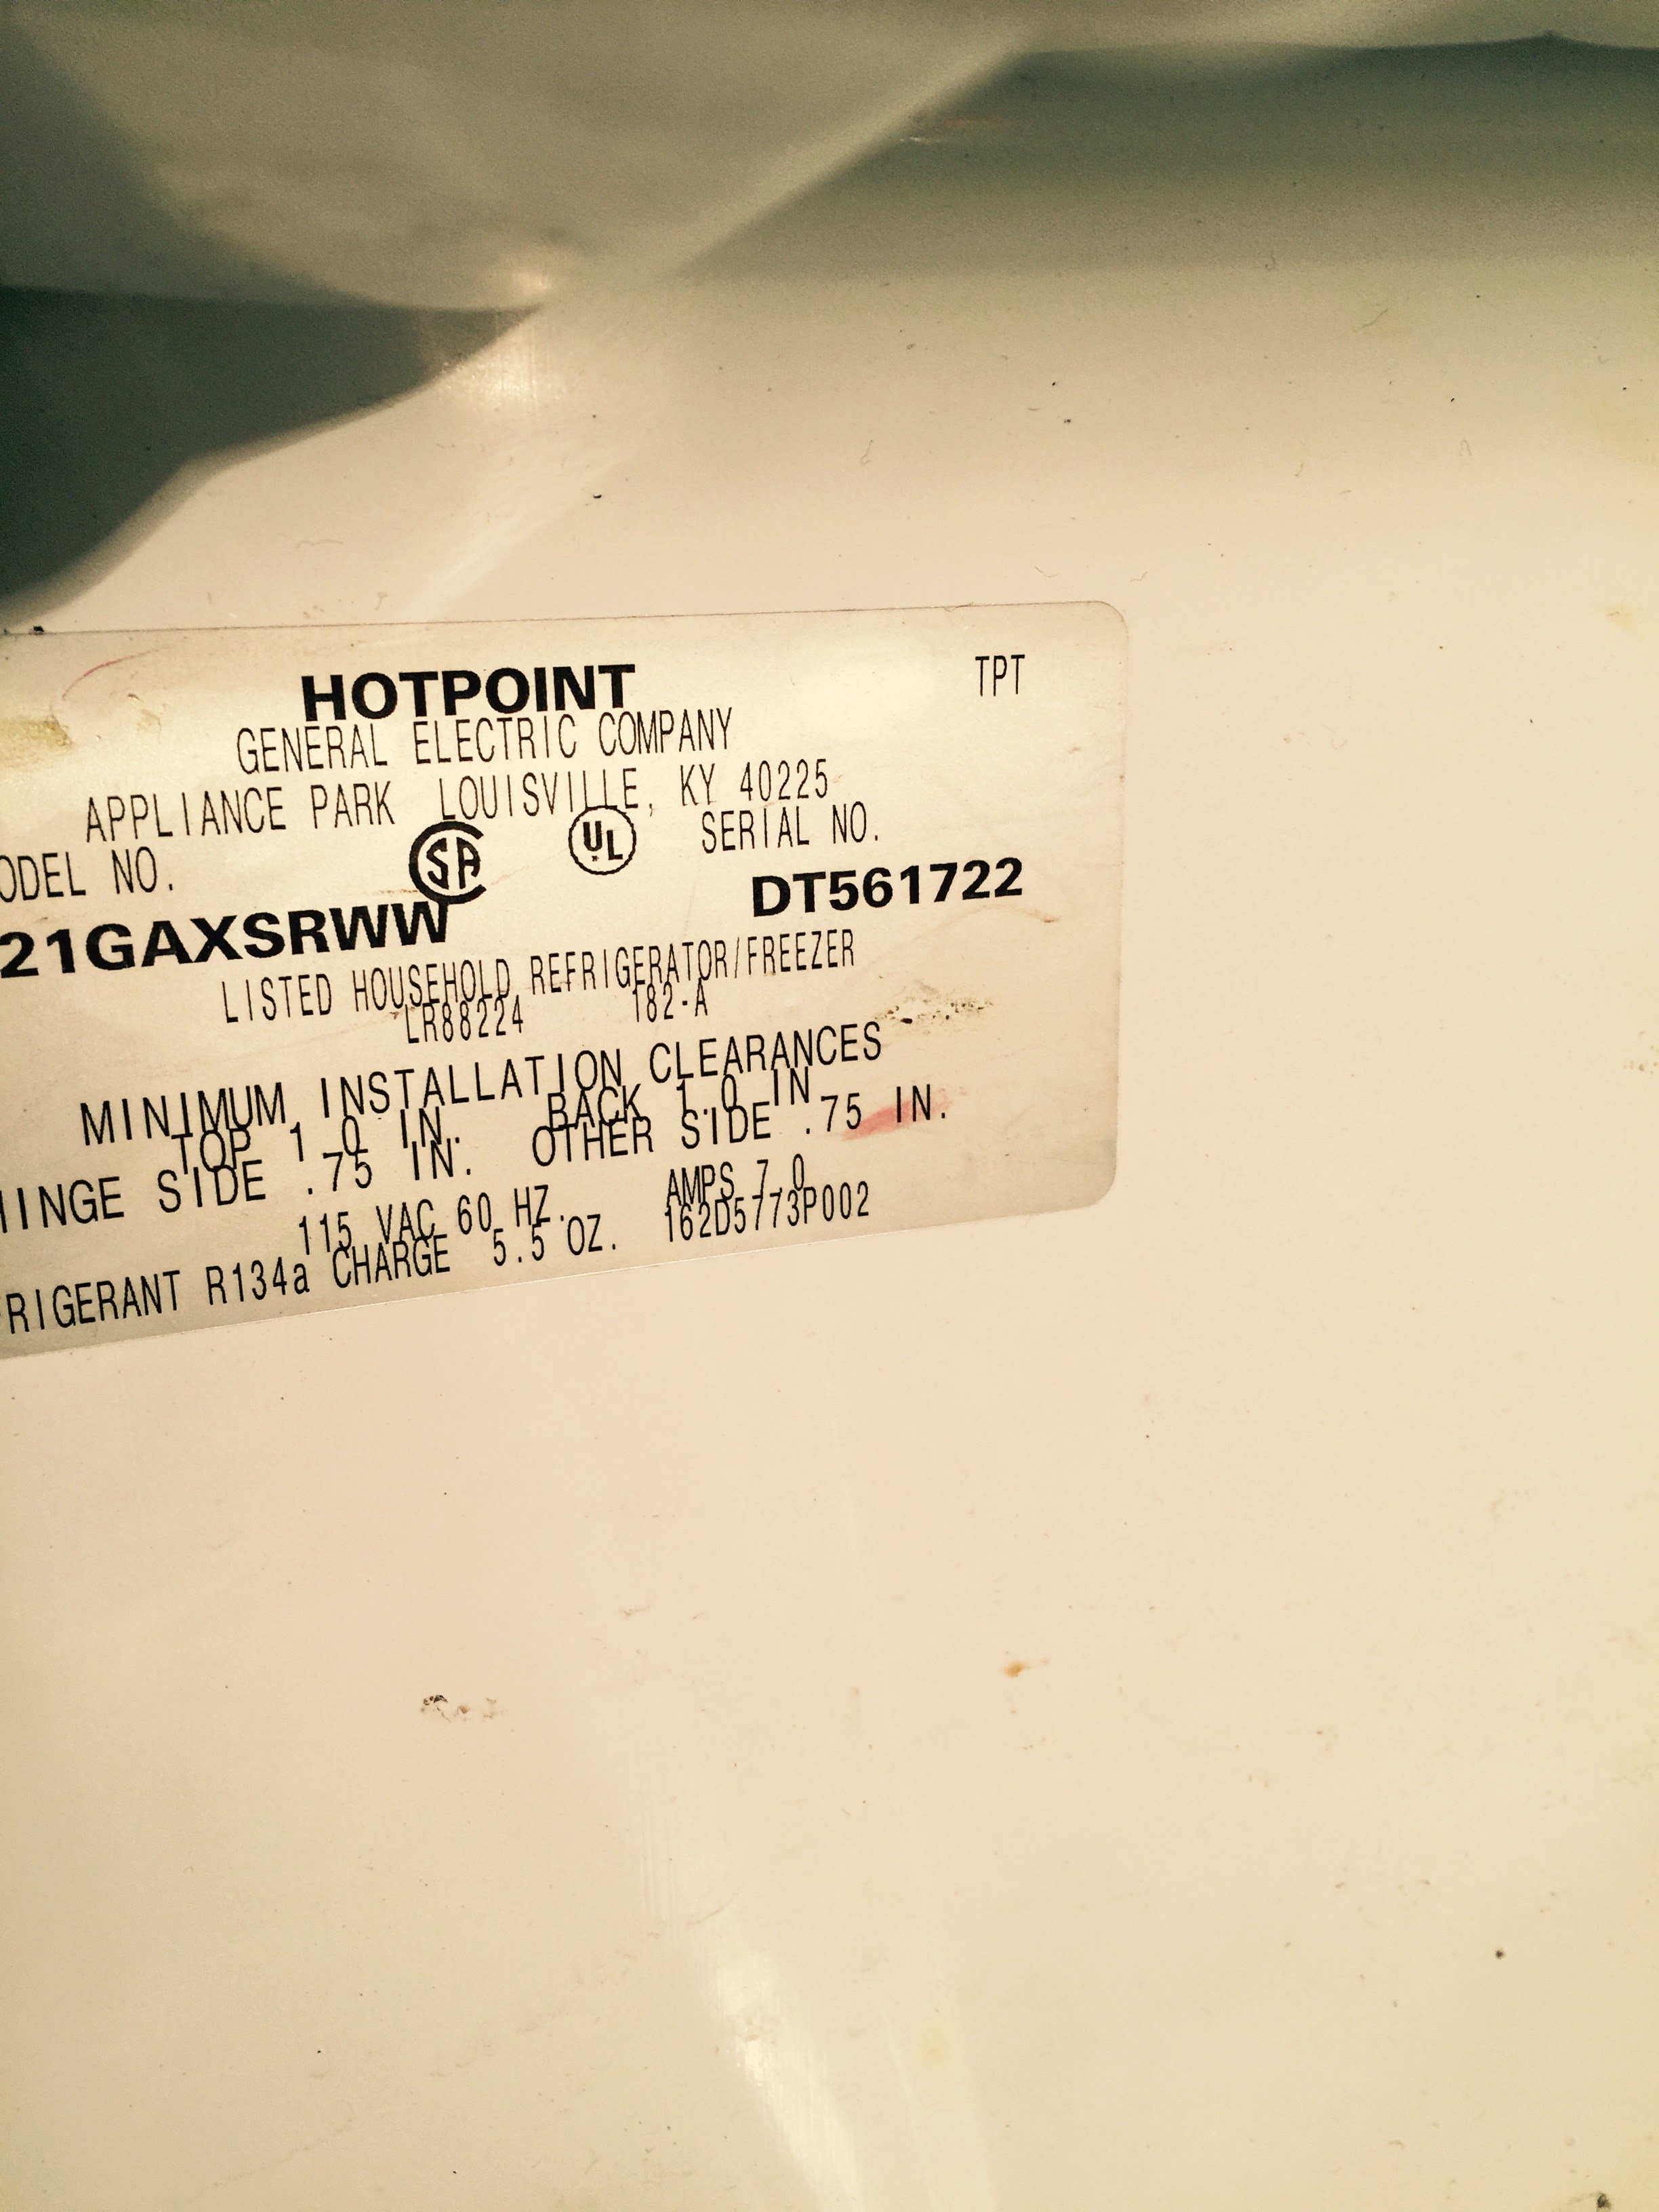 HOTPOINT TPT
GENERAL ELECTRIC COMPANY
APPLIANCE PARK LOUISVILLE, KY 40225
ODEL NO. SA UL SERIAL NO.
21GAXSRWW DT561722
LISTED HOUSEHOLD REFRIGERATOR/FREEZER
LR88224 182-A
MINIMUM INSTALLATION CLEARANCES
TOP 1.0 IN. BACK 1.0 IN.
HINGE SIDE .75 IN. OTHER SIDE .75 IN.
115 VAC 60 HZ. AMPS 7.0
RIGERANT R134a CHARGE 5.5 OZ. 162D5773P002